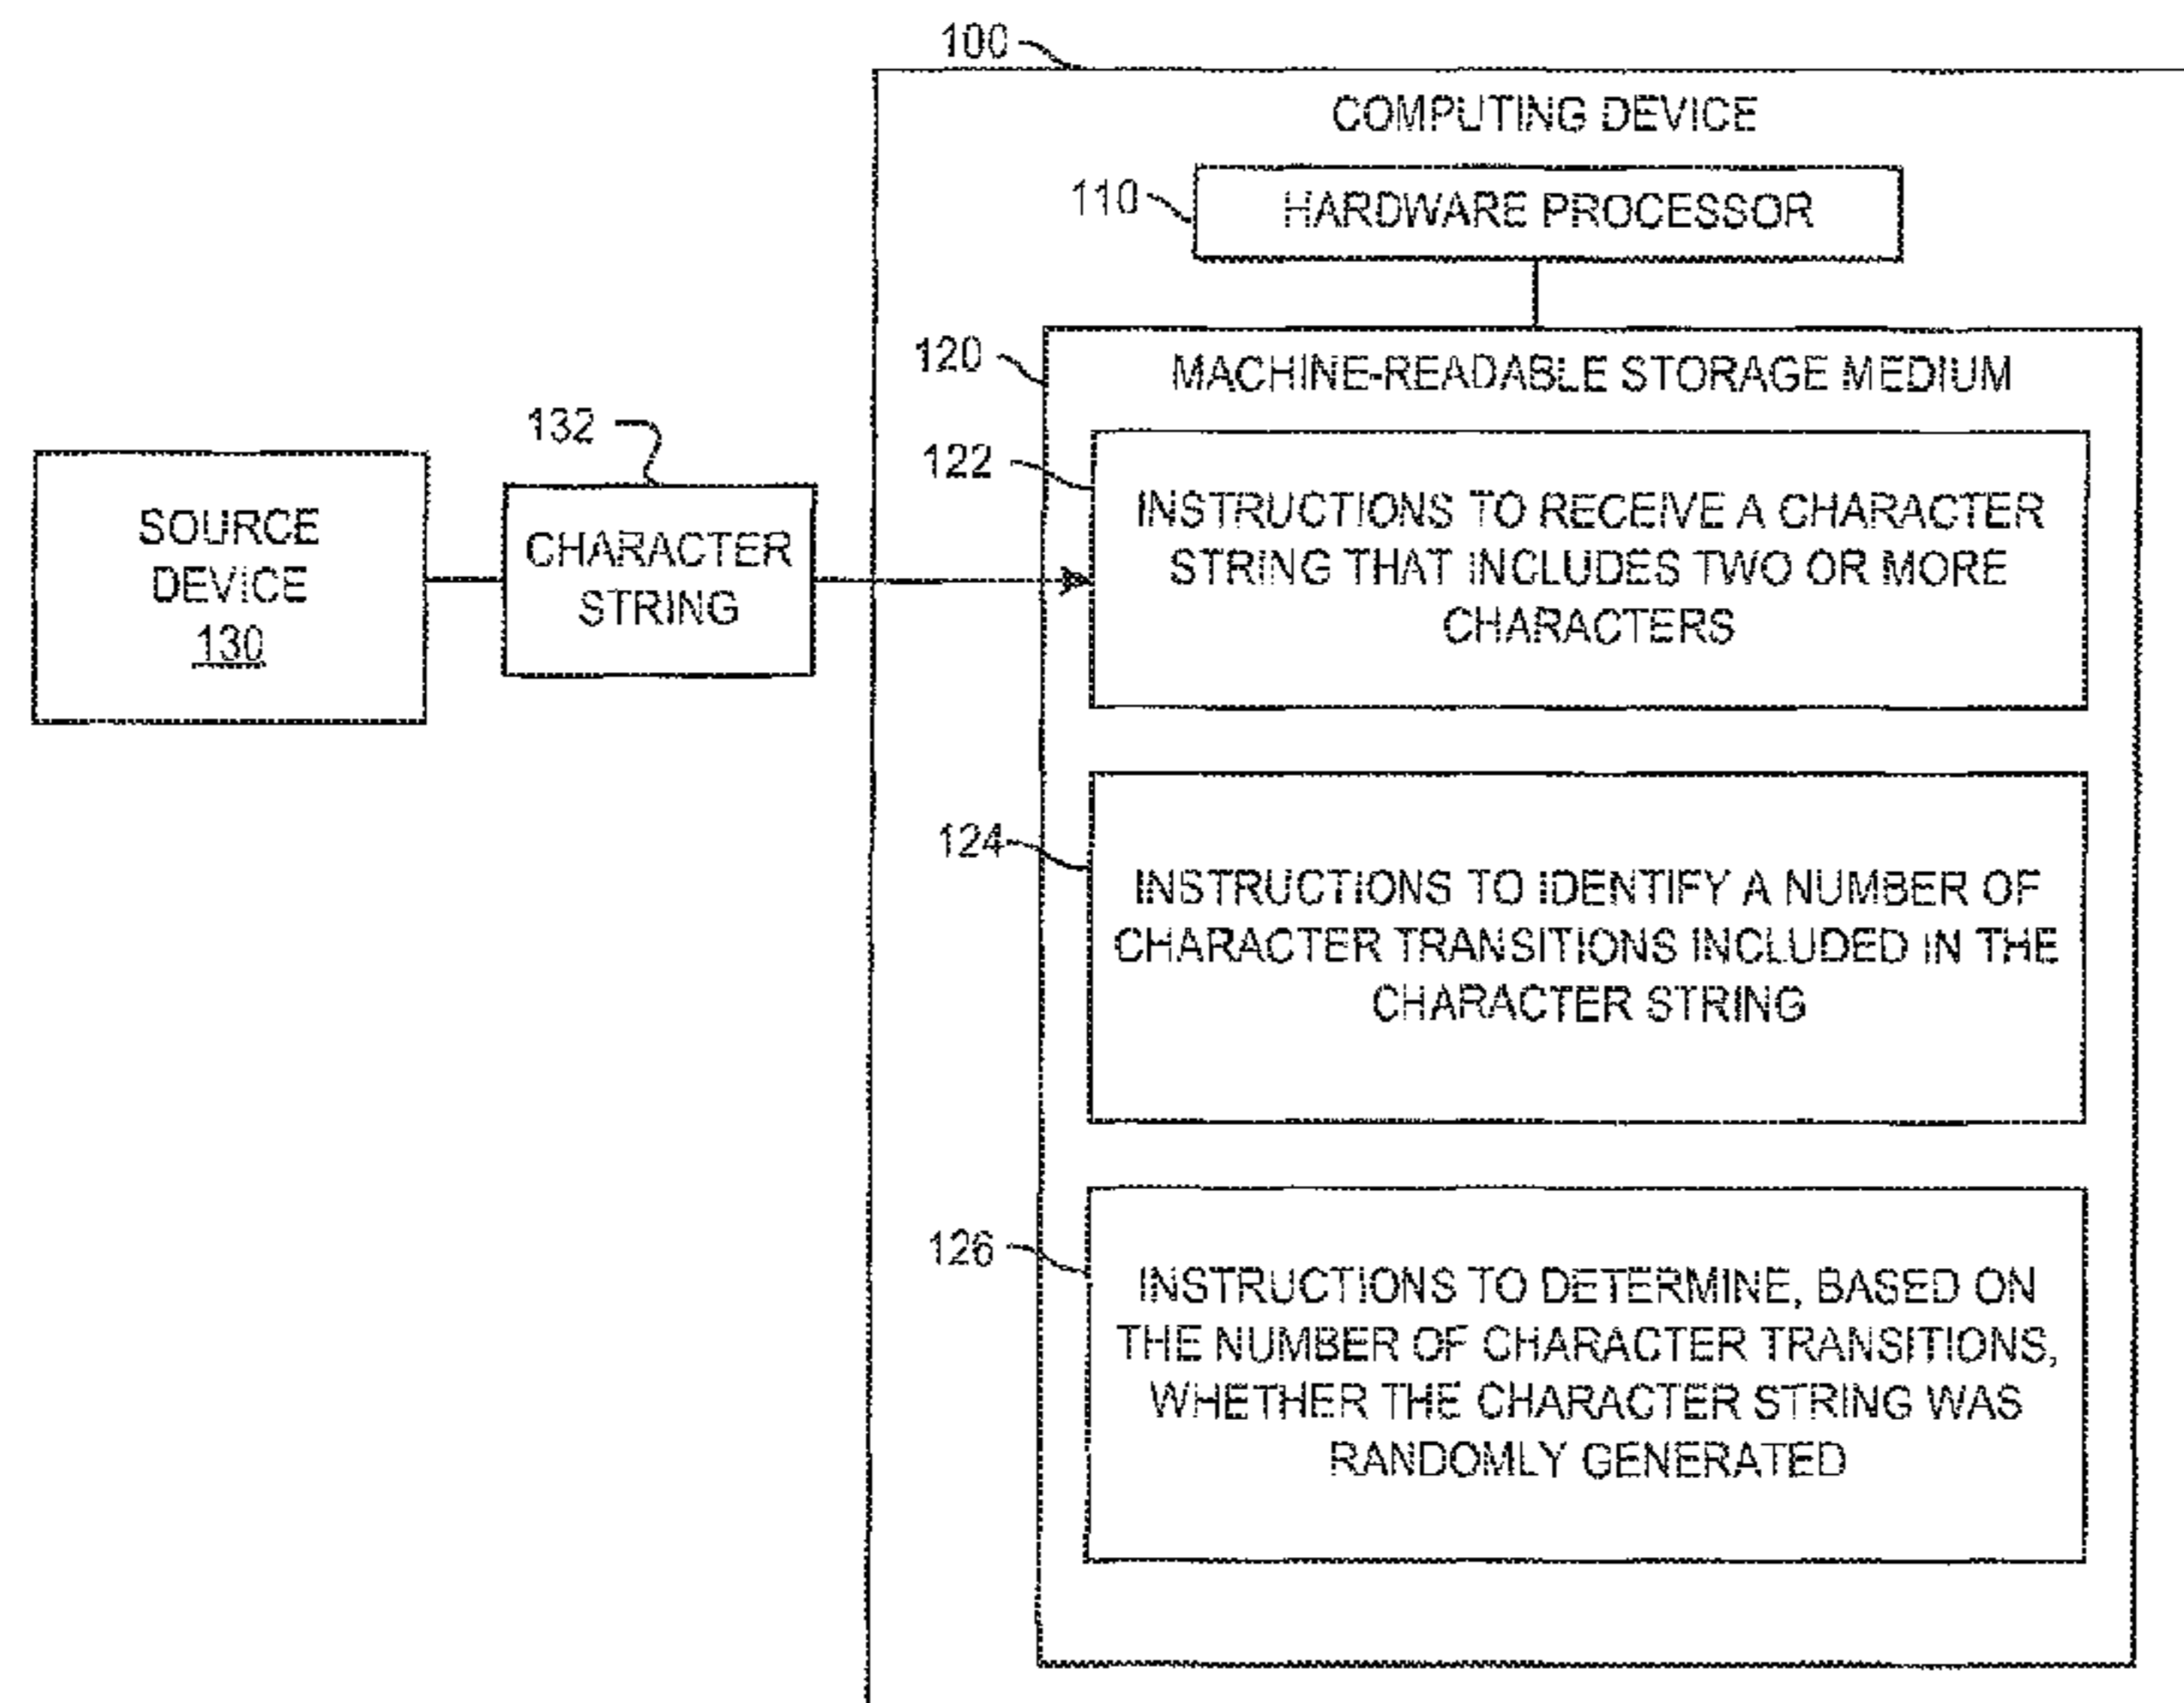 100
COMPUTING DEVICE
110
HARDWARE PROCESSOR
120
MACHINE-READABLE STORAGE MEDIUM
132
SOURCE
DEVICE
130
CHARACTER
STRING
122
INSTRUCTIONS TO RECEIVE A CHARACTER
STRING THAT INCLUDES TWO OR MORE
CHARACTERS
124
INSTRUCTIONS TO IDENTIFY A NUMBER OF
CHARACTER TRANSITIONS INCLUDED IN THE
CHARACTER STRING
126
INSTRUCTIONS TO DETERMINE, BASED ON
THE NUMBER OF CHARACTER TRANSITIONS,
WHETHER THE CHARACTER STRING WAS
RANDOMLY GENERATED